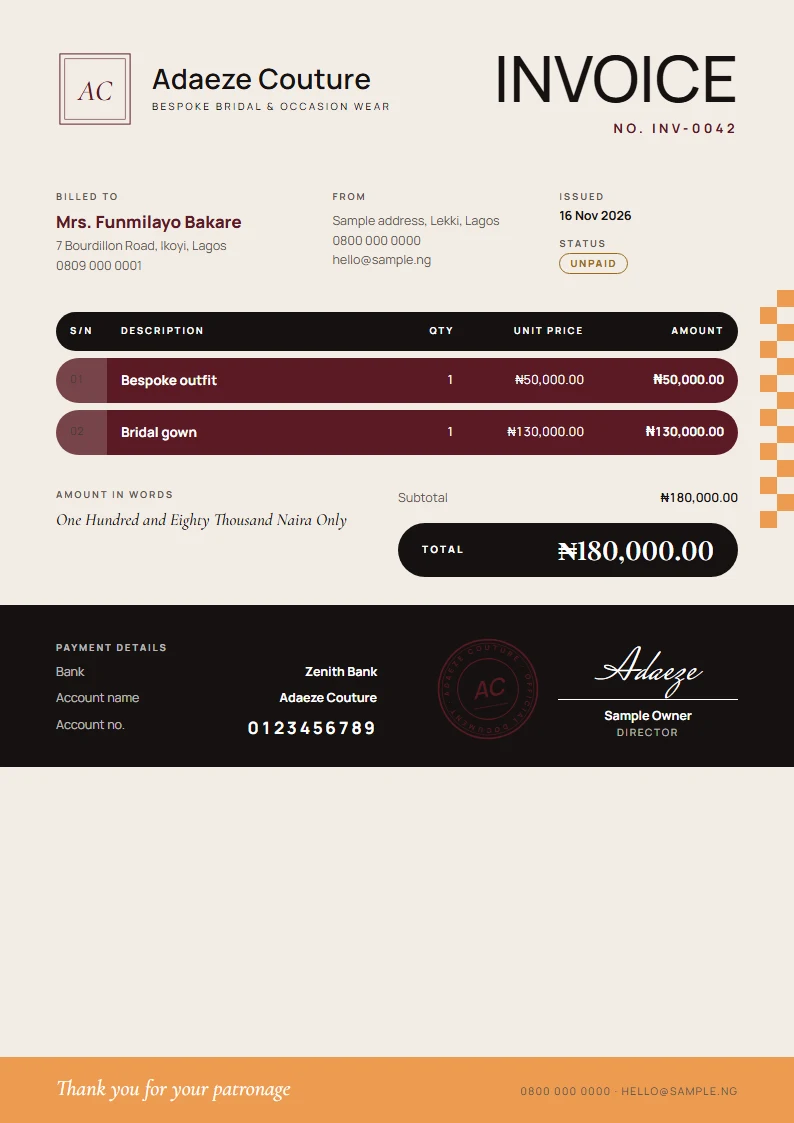 AC
Adaeze Couture
BESPOKE BRIDAL & OCCASION WEAR
INVOICE
NO. INV-0042
BILLED TO
Mrs. Funmilayo Bakare
7 Bourdillon Road, Ikoyi, Lagos
0809 000 0001
FROM
Sample address, Lekki, Lagos
0800 000 0000
hello@sample.ng
ISSUED
16 Nov 2026
STATUS
UNPAID
S/N DESCRIPTION QTY UNIT PRICE AMOUNT
01 Bespoke outfit 1 ₦50,000.00 ₦50,000.00
02 Bridal gown 1 ₦130,000.00 ₦130,000.00
AMOUNT IN WORDS
One Hundred and Eighty Thousand Naira Only
Subtotal ₦180,000.00
TOTAL ₦180,000.00
PAYMENT DETAILS
Bank Zenith Bank
Account name Adaeze Couture
Account no. 0123456789
ADAEZE COUTURE · OFFICIAL DOCUMENT ·
AC
Adaeze
Sample Owner
DIRECTOR
Thank you for your patronage
0800 000 0000 · HELLO@SAMPLE.NG